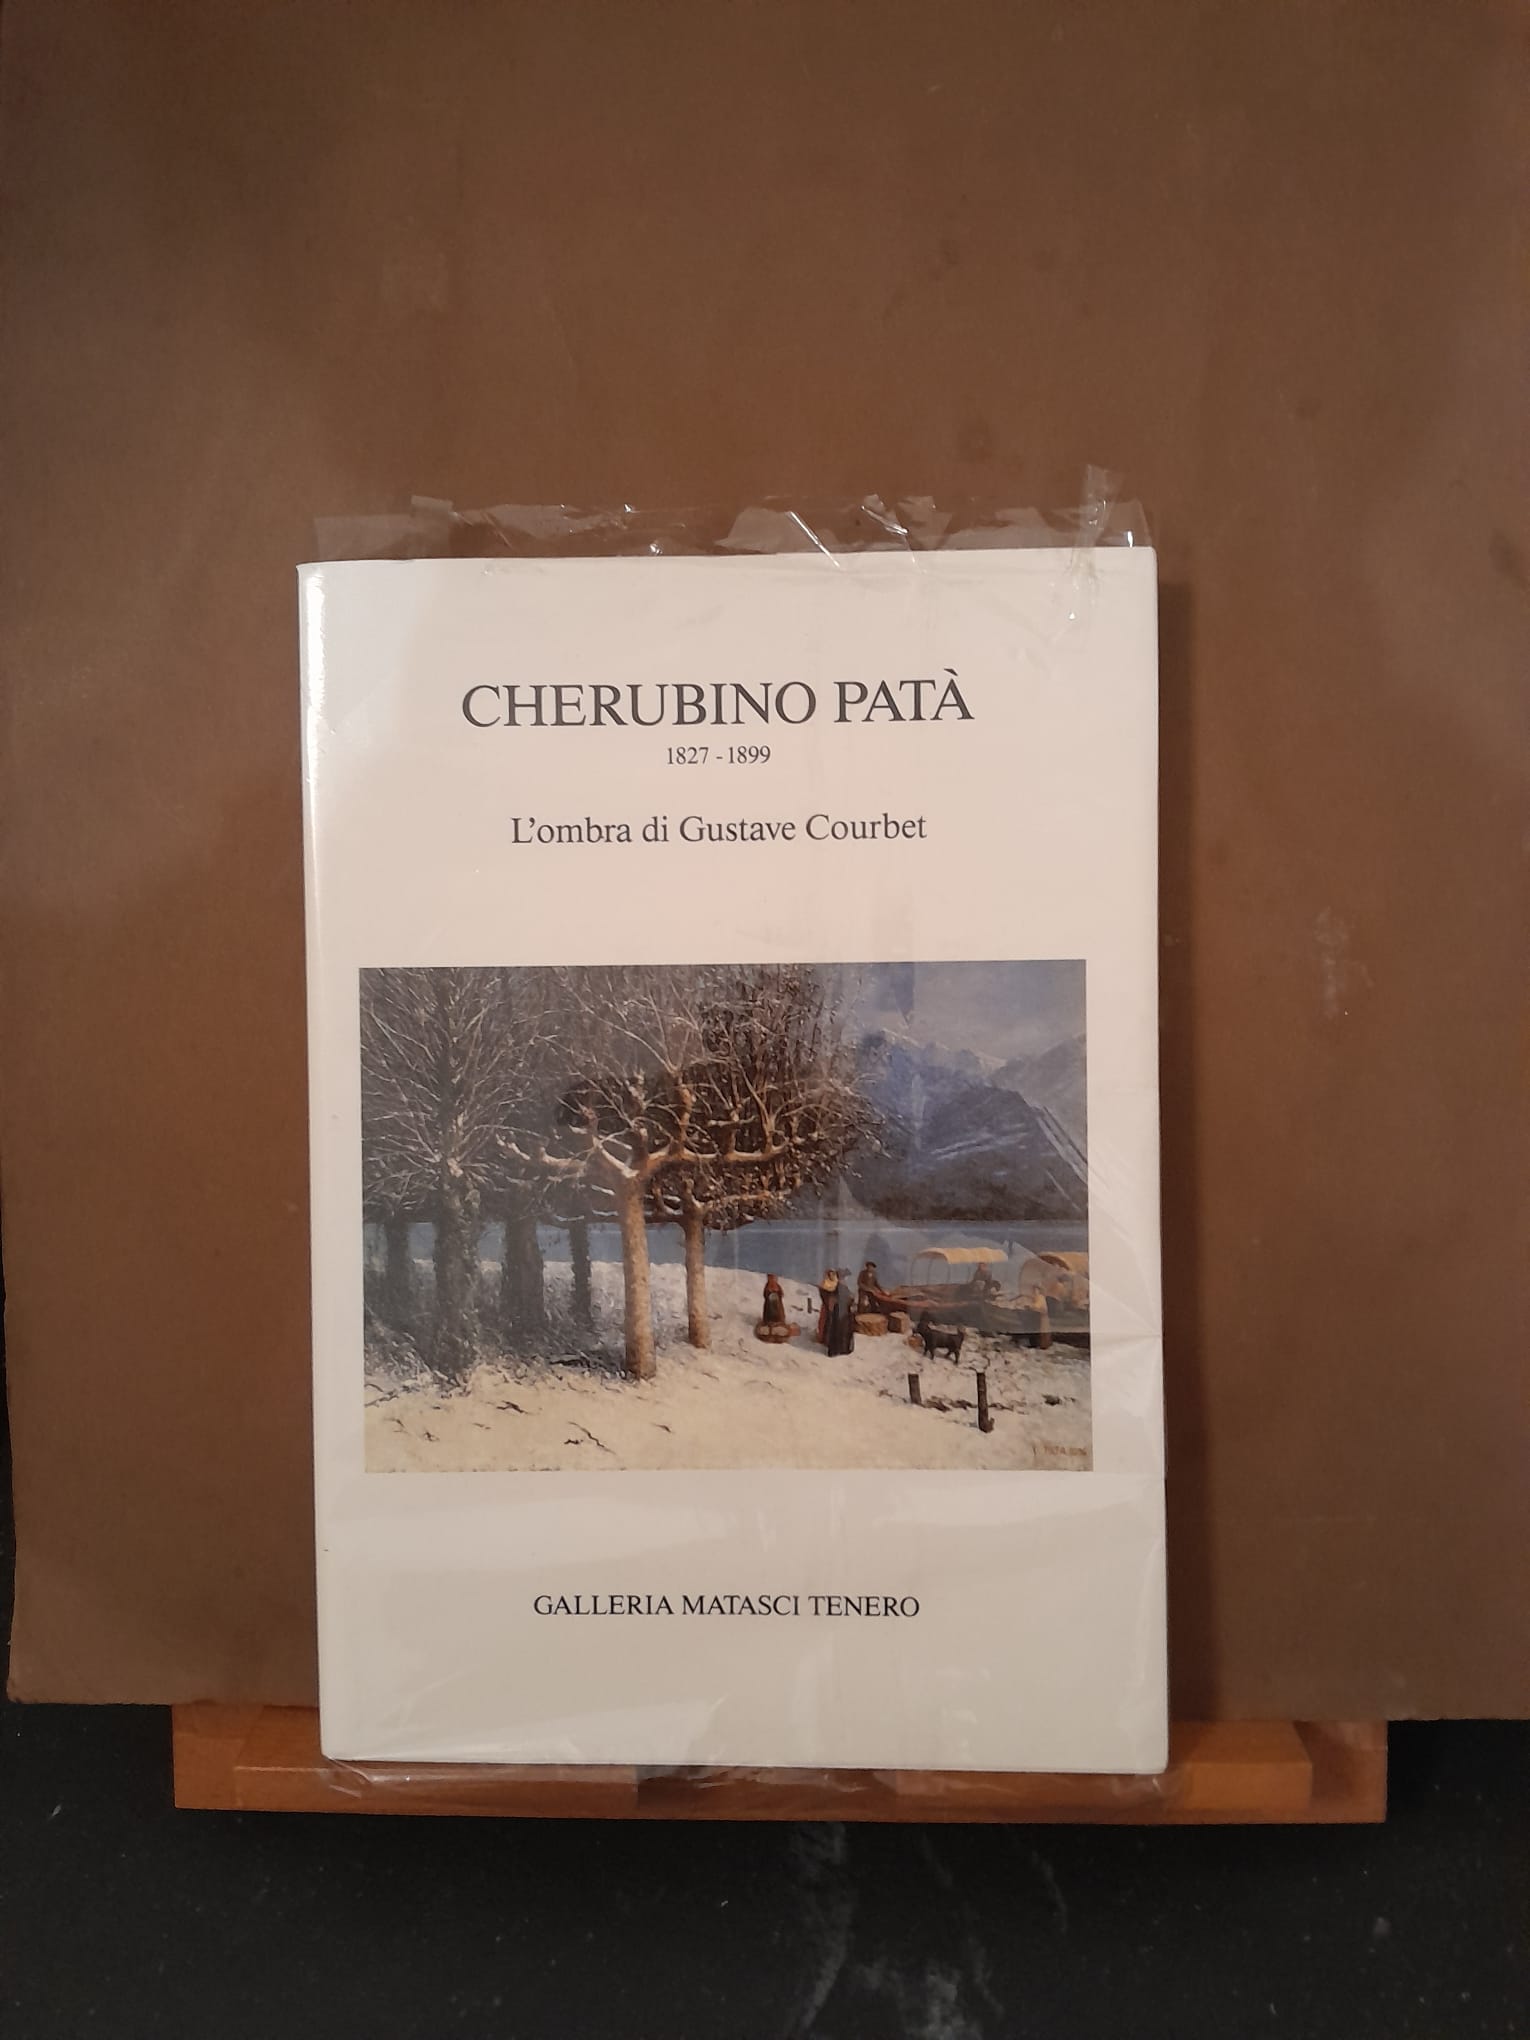 CHERUBINO PATÀ
1827 - 1899
L'ombra di Gustave Courbet
GALLERIA MATASCI TENERO